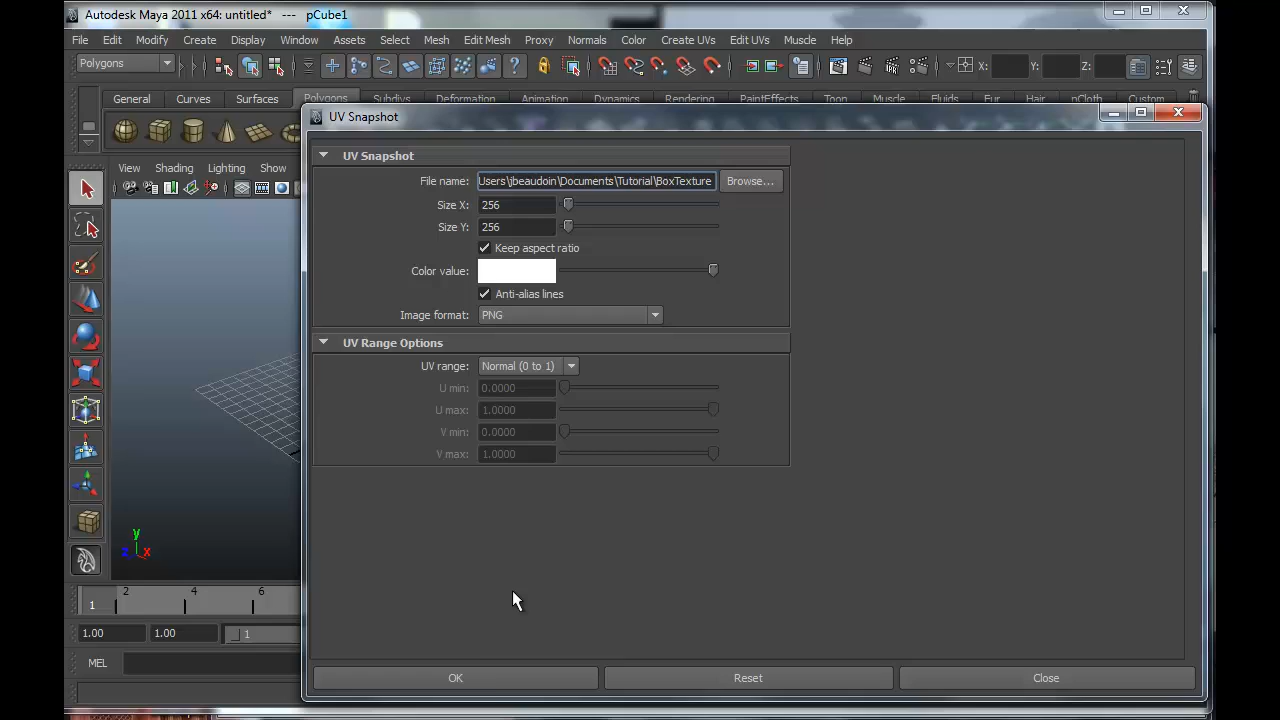 Autodesk Maya 2011 x64: untitled* --- pCube1
File Edit Modify Create Display Window Assets Select Mesh Edit Mesh Proxy Normals Color Create UVs Edit UVs Muscle Help
Polygons X: Y: Z:
General Curves Surfaces Polygons Subdivs Deformation Animation Dynamics Rendering PaintEffects Toon Muscle Fluids Fur Hair nCloth Custom
UV Snapshot
View Shading Lighting Show
UV Snapshot
File name: Users\jbeaudoin\Documents\Tutorial\BoxTexture Browse...
Size X: 256
Size Y: 256
Keep aspect ratio
Color value:
Anti-alias lines
Image format: PNG
UV Range Options
UV range: Normal (0 to 1)
U min: 0.0000
U max: 1.0000
V min: 0.0000
V max: 1.0000
y
z x
1 2 4 6
1.00 1.00 1
MEL
OK Reset Close